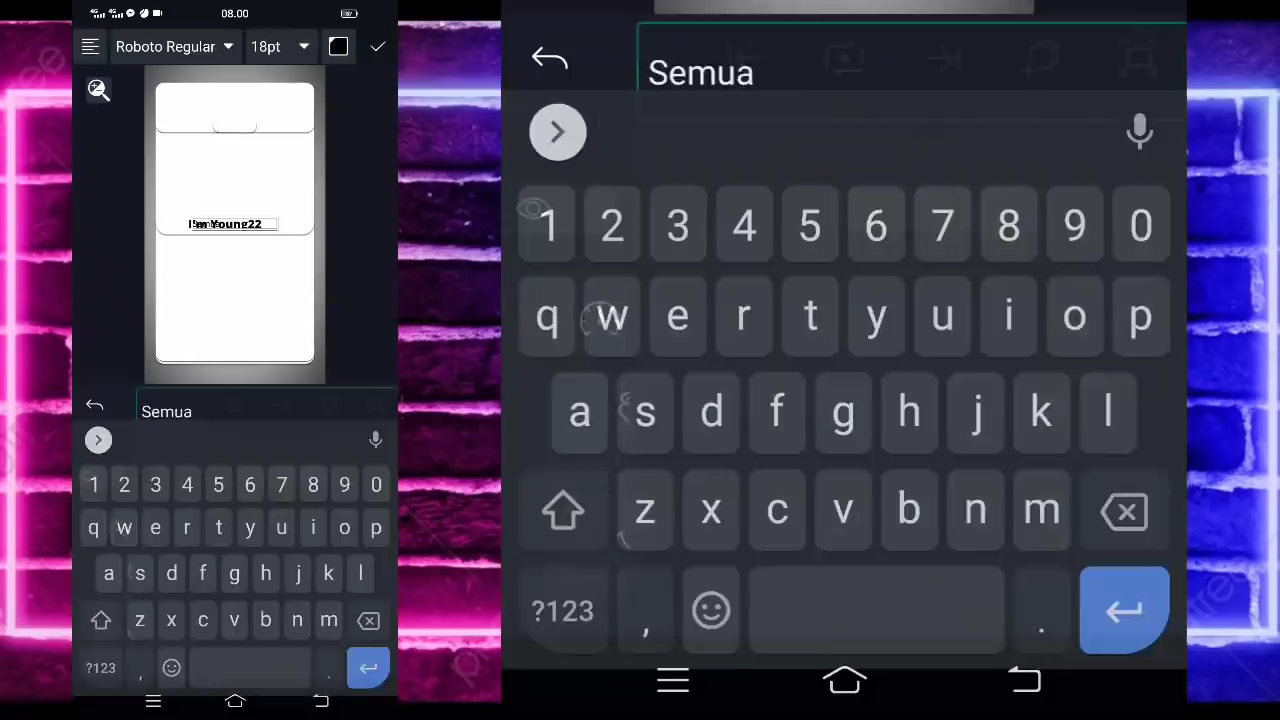 08.00
Roboto Regular 18pt
I'm Young22
Semua
1 2 3 4 5 6 7 8 9 0
q w e r t y u i o p
a s d f g h j k l
z x c v b n m
?123 , .
Semua
1 2 3 4 5 6 7 8 9 0
q w e r t y u i o p
a s d f g h j k l
z x c v b n m
?123 , .